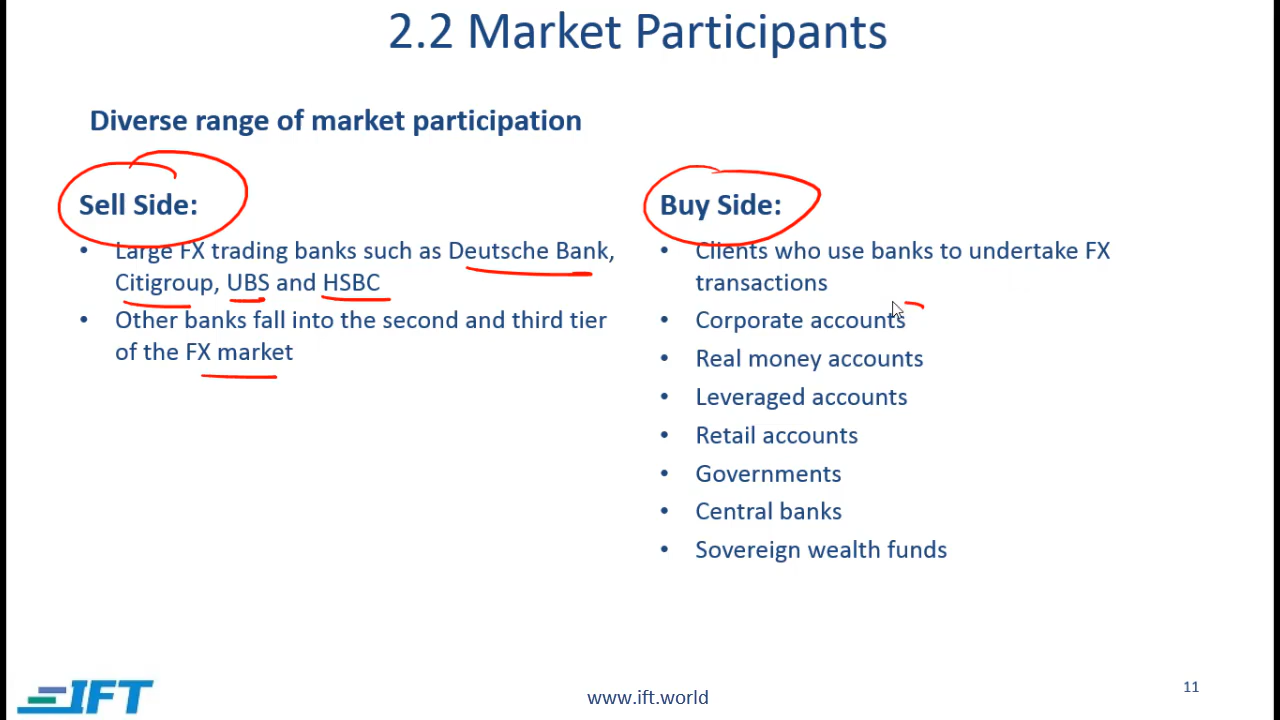 2.2 Market Participants
Diverse range of market participation
Sell Side:
• Large FX trading banks such as Deutsche Bank,
Citigroup, UBS and HSBC
• Other banks fall into the second and third tier
of the FX market
Buy Side:
• Clients who use banks to undertake FX
transactions
• Corporate accounts
• Real money accounts
• Leveraged accounts
• Retail accounts
• Governments
• Central banks
• Sovereign wealth funds
IFT
www.ift.world
11